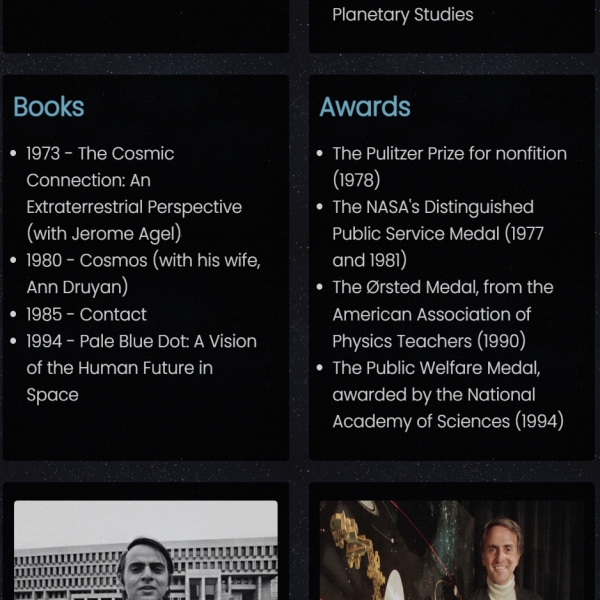 Planetary Studies
Books
• 1973 - The Cosmic
Connection: An
Extraterrestrial Perspective
(with Jerome Agel)
• 1980 - Cosmos (with his wife,
Ann Druyan)
• 1985 - Contact
• 1994 - Pale Blue Dot: A Vision
of the Human Future in
Space
Awards
• The Pulitzer Prize for nonfition
(1978)
• The NASA's Distinguished
Public Service Medal (1977
and 1981)
• The Ørsted Medal, from the
American Association of
Physics Teachers (1990)
• The Public Welfare Medal,
awarded by the National
Academy of Sciences (1994)